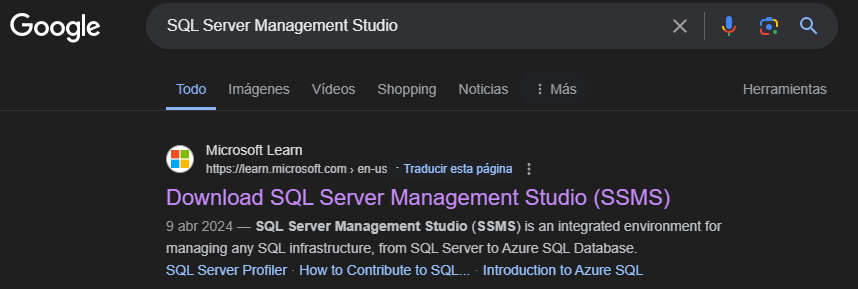 Google
SQL Server Management Studio
Todo Imágenes Vídeos Shopping Noticias Más Herramientas
Microsoft Learn
https://learn.microsoft.com › en-us · Traducir esta página
Download SQL Server Management Studio (SSMS)
9 abr 2024 — SQL Server Management Studio (SSMS) is an integrated environment for
managing any SQL infrastructure, from SQL Server to Azure SQL Database.
SQL Server Profiler · How to Contribute to SQL... · Introduction to Azure SQL